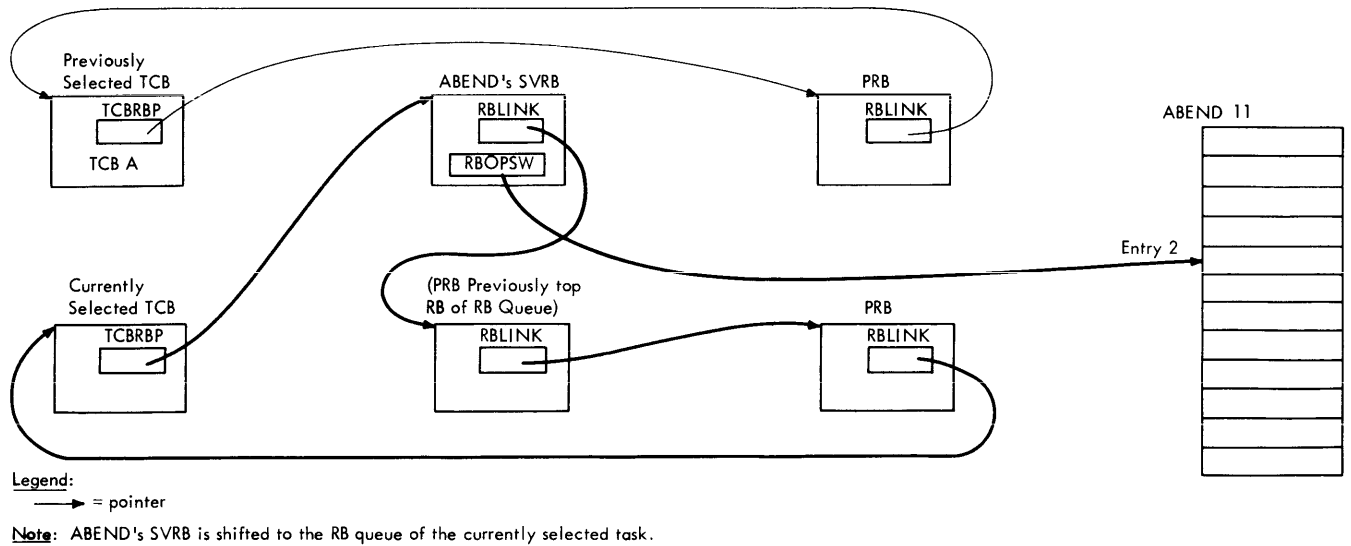 Previously
Selected TCB
TCBRBP
TCB A
ABEND's SVRB
RBLINK
RBOPSW
PRB
RBLINK
ABEND 11
Entry 2
Currently
Selected TCB
TCBRBP
(PRB Previously top
RB of RB Queue)
RBLINK
PRB
RBLINK
Legend:
= pointer
Note: ABEND's SVRB is shifted to the RB queue of the currently selected task.